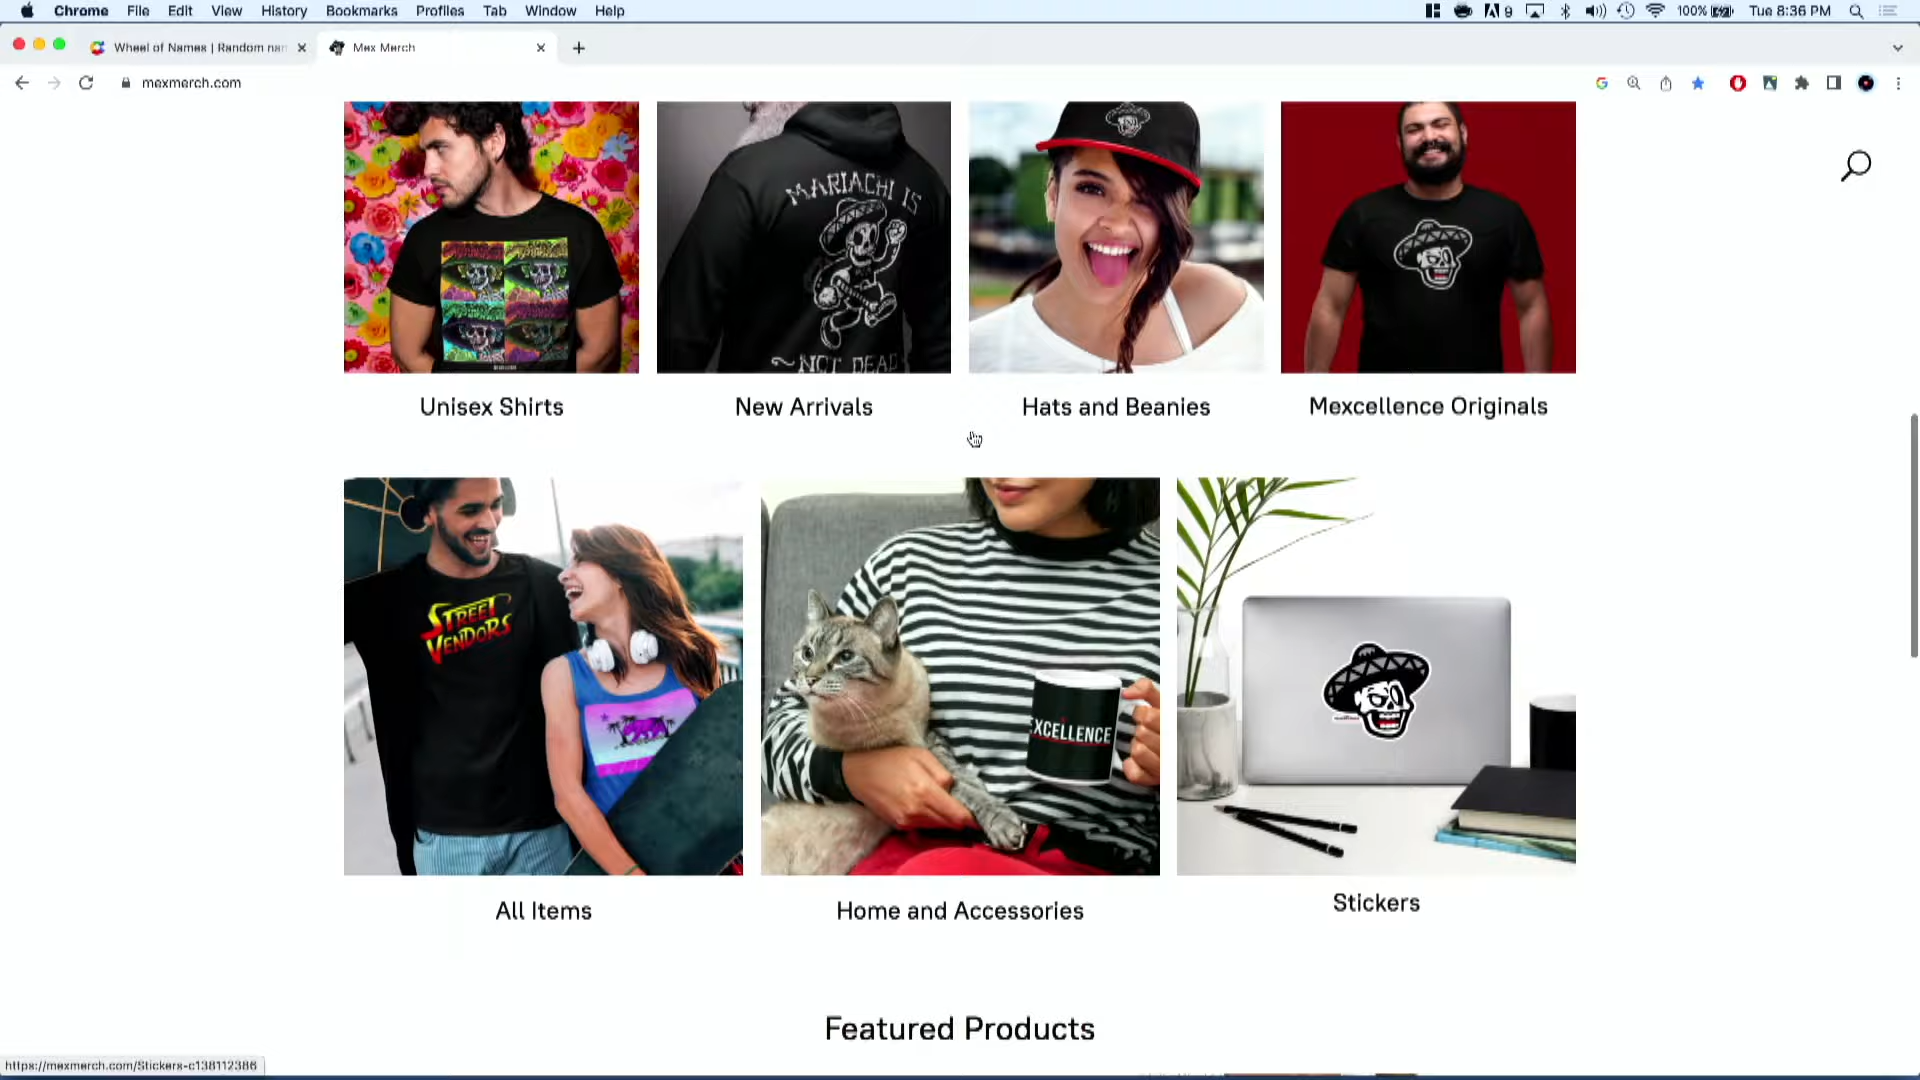 Chrome File Edit View History Bookmarks Profiles Tab Window Help
9 100% Tue 8:36 PM
Wheel of Names | Random nan
Mex Merch
mexmerch.com
MARIACHI IS
NOT DEAD
Unisex Shirts
New Arrivals
Hats and Beanies
Mexcellence Originals
STREET
VENDORS
EXCELLENCE
All Items
Home and Accessories
Stickers
Featured Products
https://mexmerch.com/Stickers-c138112386